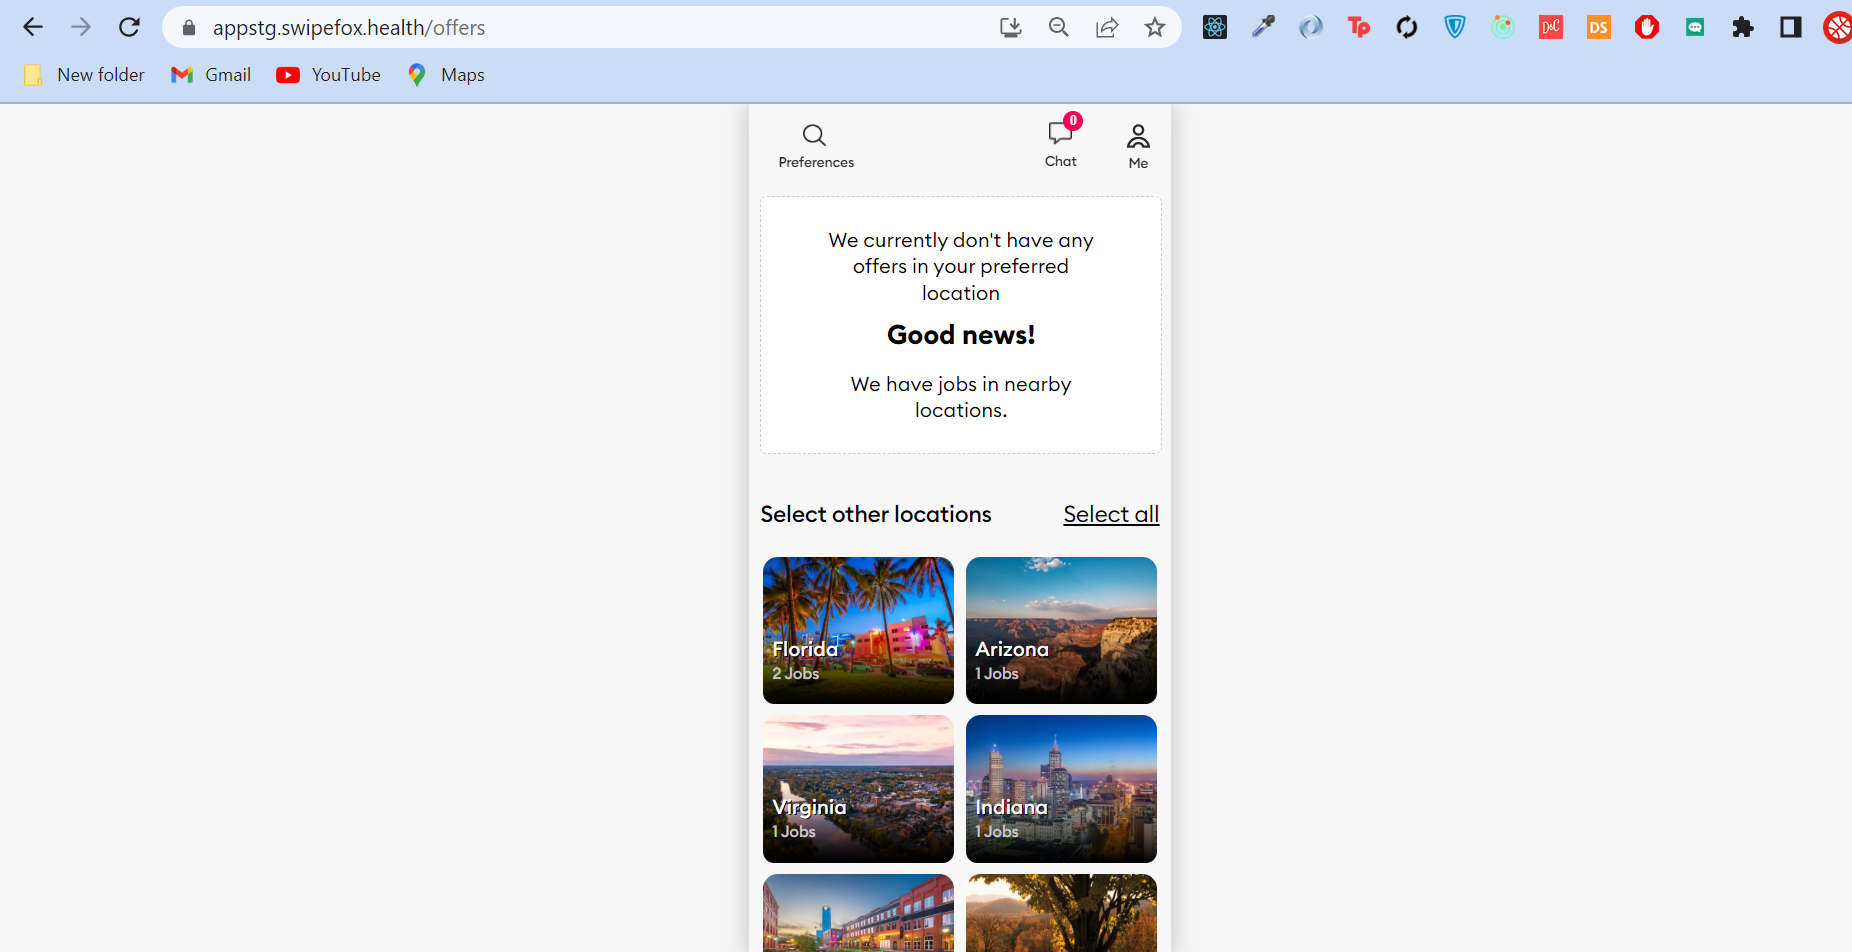 appstg.swipefox.health/offers
Tp
D&C
DS
New folder
Gmail
YouTube
Maps
Preferences
0
Chat
Me
We currently don't have any
offers in your preferred
location
Good news!
We have jobs in nearby
locations.
Select other locations
Select all
Florida
2 Jobs
Arizona
1 Jobs
Virginia
1 Jobs
Indiana
1 Jobs